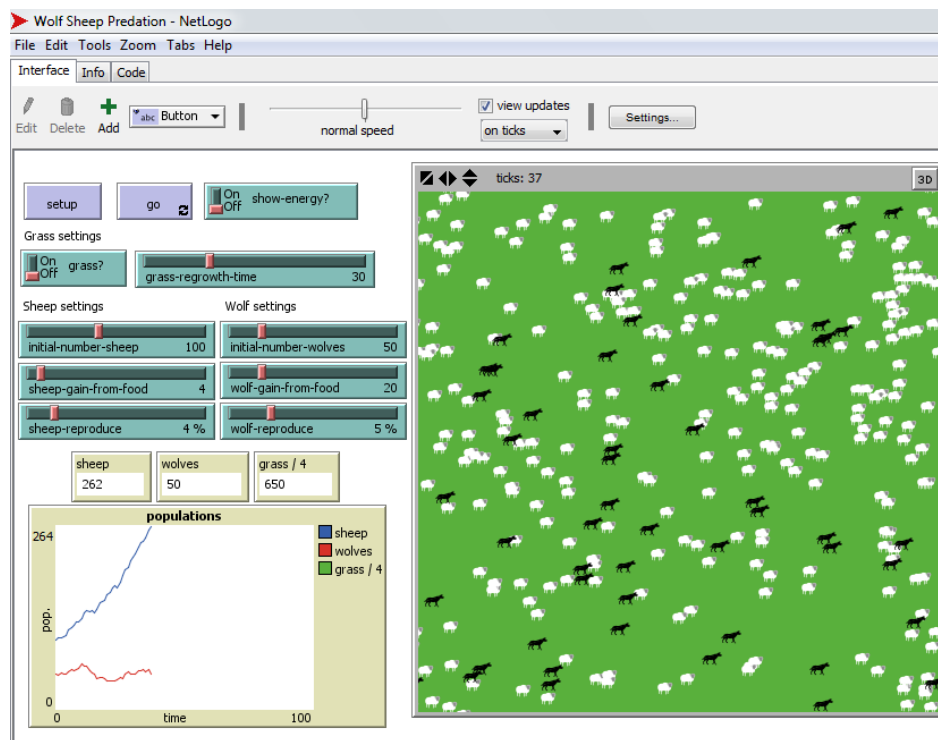 Wolf Sheep Predation - NetLogo
File Edit Tools Zoom Tabs Help
Interface Info Code
Edit Delete Add abc Button normal speed view updates on ticks Settings...
setup go On Off show-energy? ticks: 37 3D
Grass settings
On Off grass? grass-regrowth-time 30
Sheep settings Wolf settings
initial-number-sheep 100 initial-number-wolves 50
sheep-gain-from-food 4 wolf-gain-from-food 20
sheep-reproduce 4 % wolf-reproduce 5 %
sheep wolves grass / 4
262 50 650
populations
264 sheep
wolves
grass / 4
pop.
0
0 time 100